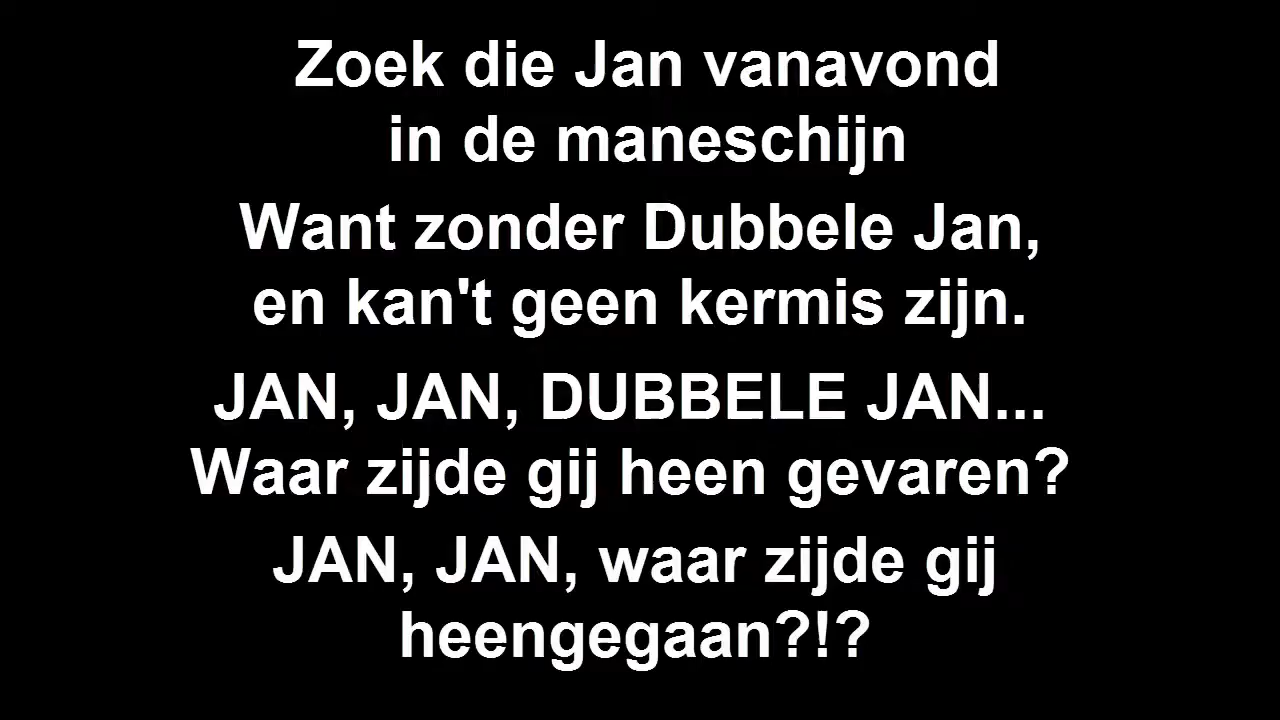 Zoek die Jan vanavond
in de maneschijn
Want zonder Dubbele Jan,
en kan't geen kermis zijn.
JAN, JAN, DUBBELE JAN...
Waar zijde gij heen gevaren?
JAN, JAN, waar zijde gij
heengegaan?!?